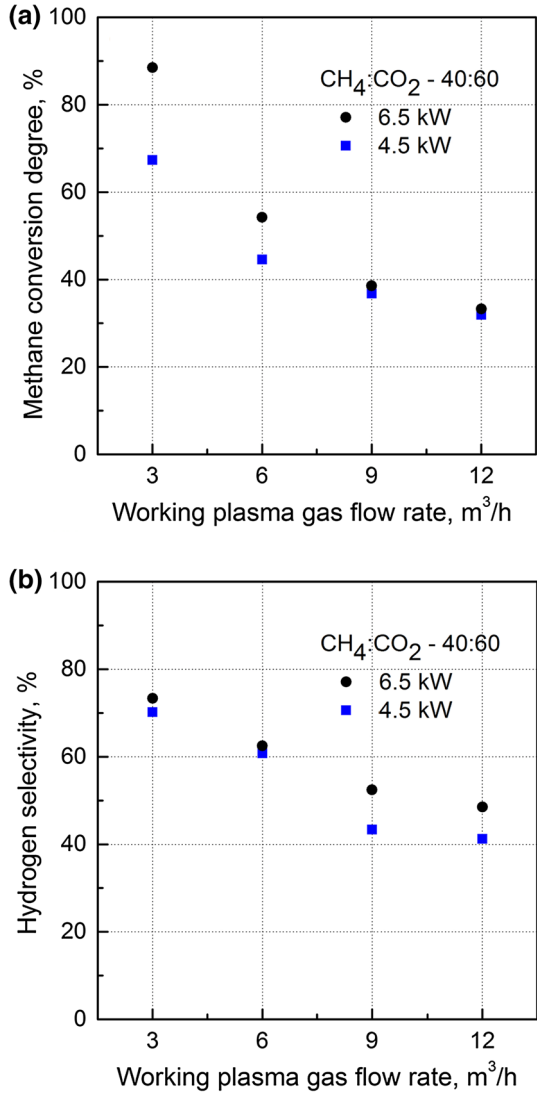 (a)
100
80
60
40
20
0
Methane conversion degree, %
CH4:CO2 - 40:60
6.5 kW
4.5 kW
3 6 9 12
Working plasma gas flow rate, m³/h
(b)
100
80
60
40
20
0
Hydrogen selectivity, %
CH4:CO2 - 40:60
6.5 kW
4.5 kW
3 6 9 12
Working plasma gas flow rate, m³/h